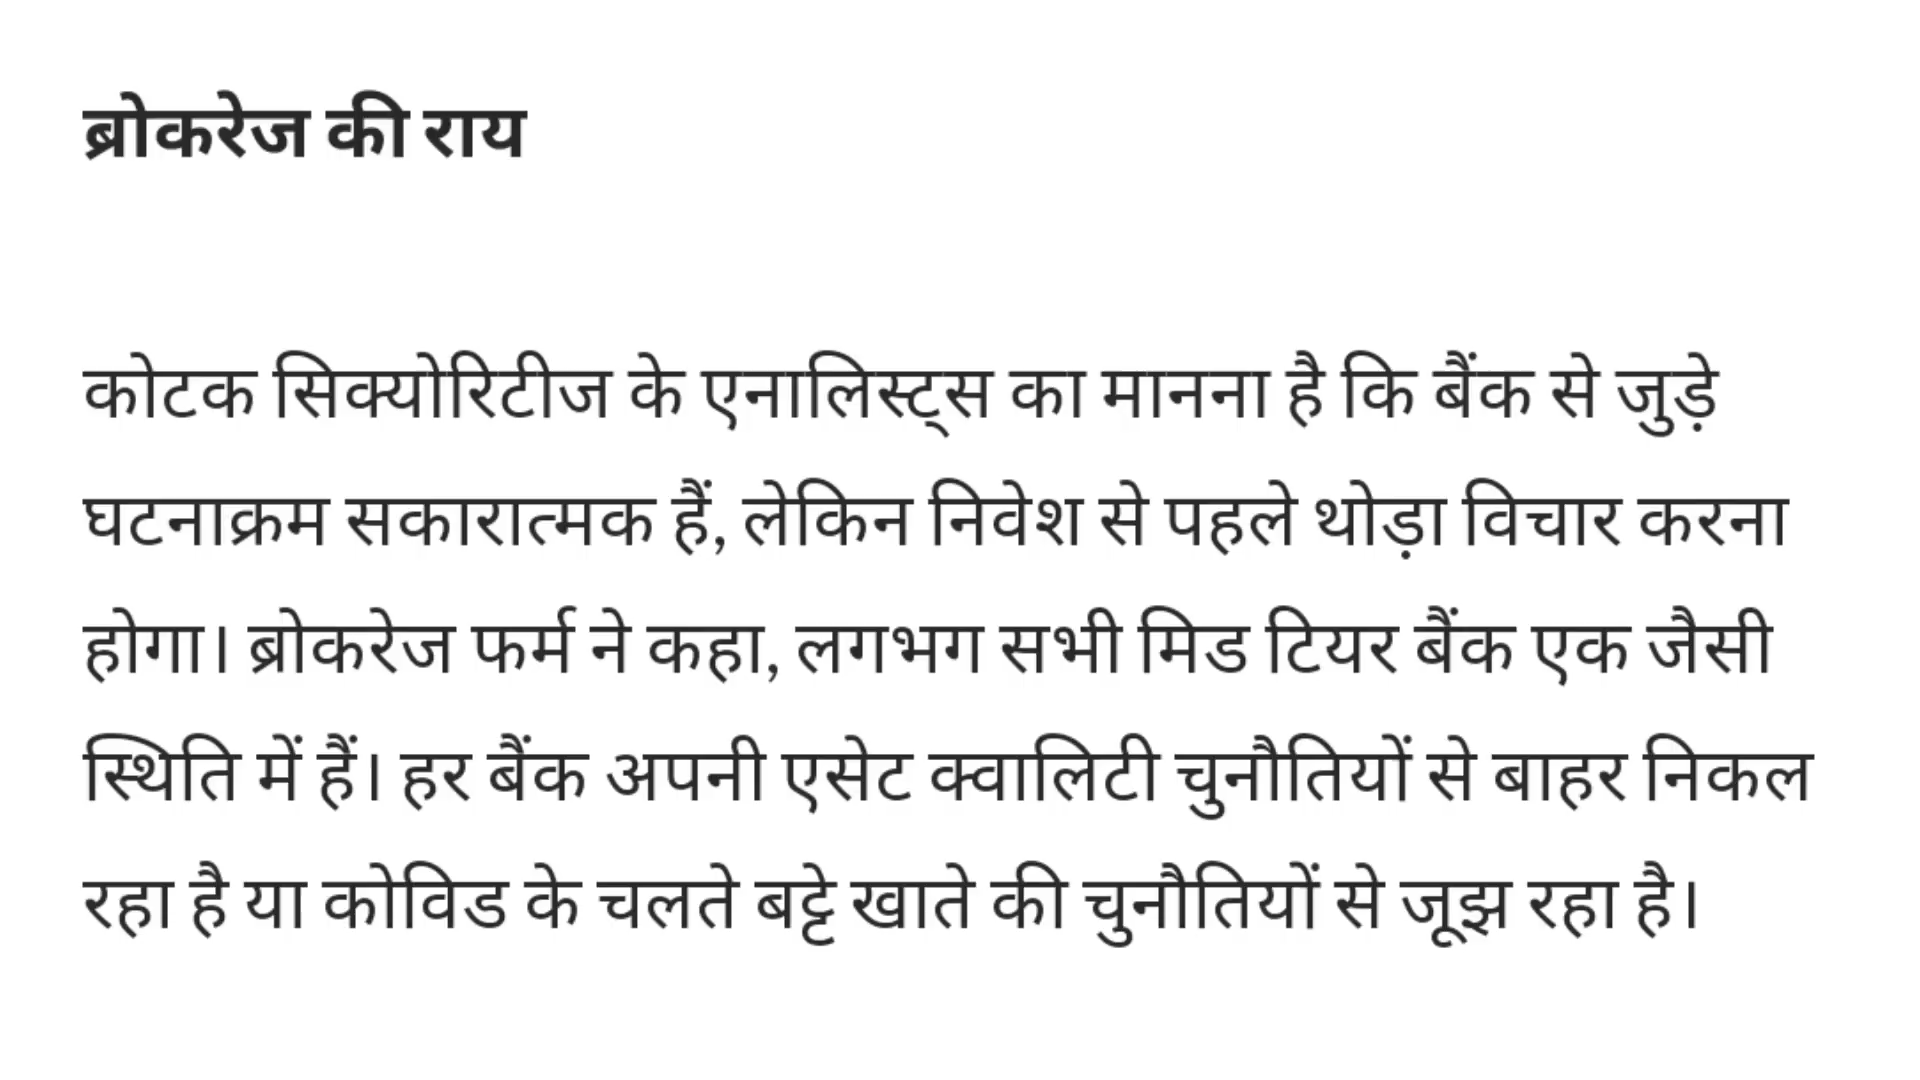 ब्रोकरेज की राय
कोटक सिक्योरिटीज के एनालिस्ट्स का मानना है कि बैंक से जुड़े
घटनाक्रम सकारात्मक हैं, लेकिन निवेश से पहले थोड़ा विचार करना
होगा। ब्रोकरेज फर्म ने कहा, लगभग सभी मिड टियर बैंक एक जैसी
स्थिति में हैं। हर बैंक अपनी एसेट क्वालिटी चुनौतियों से बाहर निकल
रहा है या कोविड के चलते बट्टे खाते की चुनौतियों से जूझ रहा है।